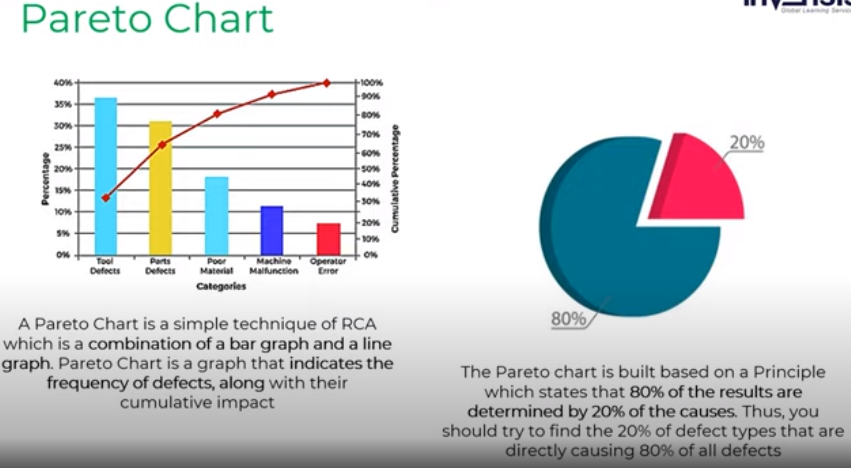 Pareto Chart
Global Learning Services
40%
35%
30%
25%
20%
15%
10%
5%
0%
Percentage
100%
90%
80%
70%
60%
50%
40%
30%
20%
10%
0%
Cumulative Percentage
Tool
Defects
Parts
Defects
Poor
Material
Machine
Malfunction
Operator
Error
Categories
A Pareto Chart is a simple technique of RCA
which is a combination of a bar graph and a line
graph. Pareto Chart is a graph that indicates the
frequency of defects, along with their
cumulative impact
20%
80%
The Pareto chart is built based on a Principle
which states that 80% of the results are
determined by 20% of the causes. Thus, you
should try to find the 20% of defect types that are
directly causing 80% of all defects